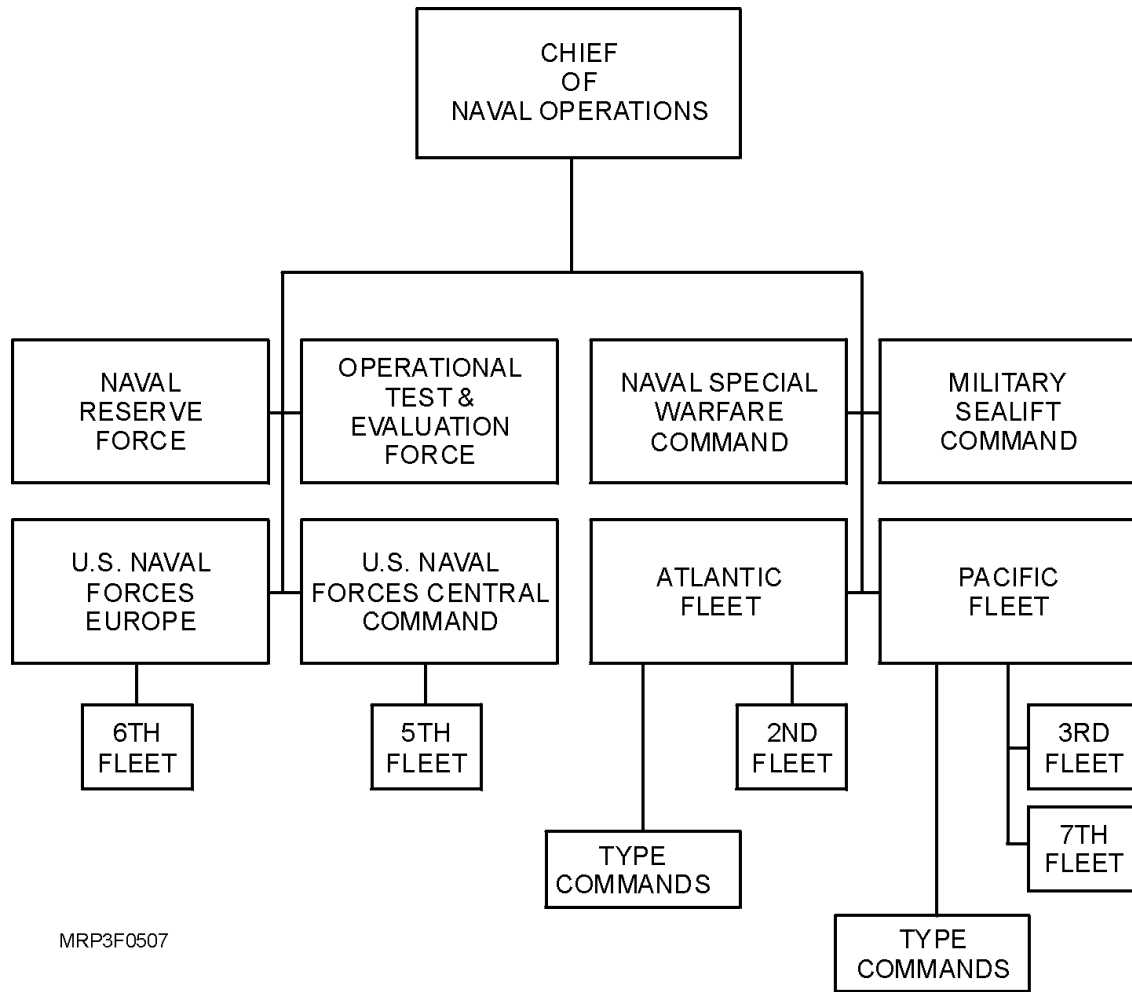 CHIEF
OF
NAVAL OPERATIONS
NAVAL
RESERVE
FORCE
OPERATIONAL
TEST &
EVALUATION
FORCE
NAVAL SPECIAL
WARFARE
COMMAND
MILITARY
SEALIFT
COMMAND
U.S. NAVAL
FORCES
EUROPE
U.S. NAVAL
FORCES CENTRAL
COMMAND
ATLANTIC
FLEET
PACIFIC
FLEET
6TH
FLEET
5TH
FLEET
2ND
FLEET
3RD
FLEET
7TH
FLEET
TYPE
COMMANDS
TYPE
COMMANDS
MRP3F0507